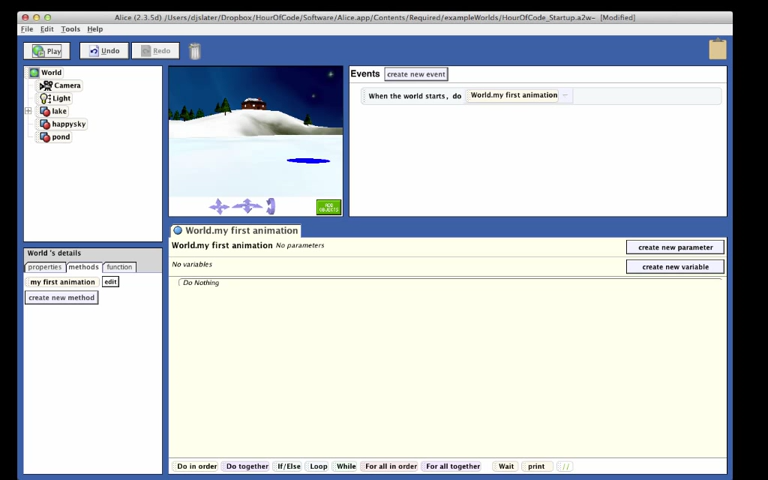 Alice (2.3.5d) /Users/djslater/Dropbox/HourOfCode/Software/Alice.app/Contents/Required/exampleWorlds/HourOfCode_Startup.a2w~ [Modified]
File Edit Tools Help
Play Undo Redo
World
Camera
Light
lake
happysky
pond
ADD OBJECTS
Events create new event
When the world starts, do World.my first animation
World 's details
properties methods function
my first animation edit
create new method
World.my first animation
World.my first animation No parameters
create new parameter
No variables
create new variable
Do Nothing
Do in order Do together If/Else Loop While For all in order For all together Wait print //